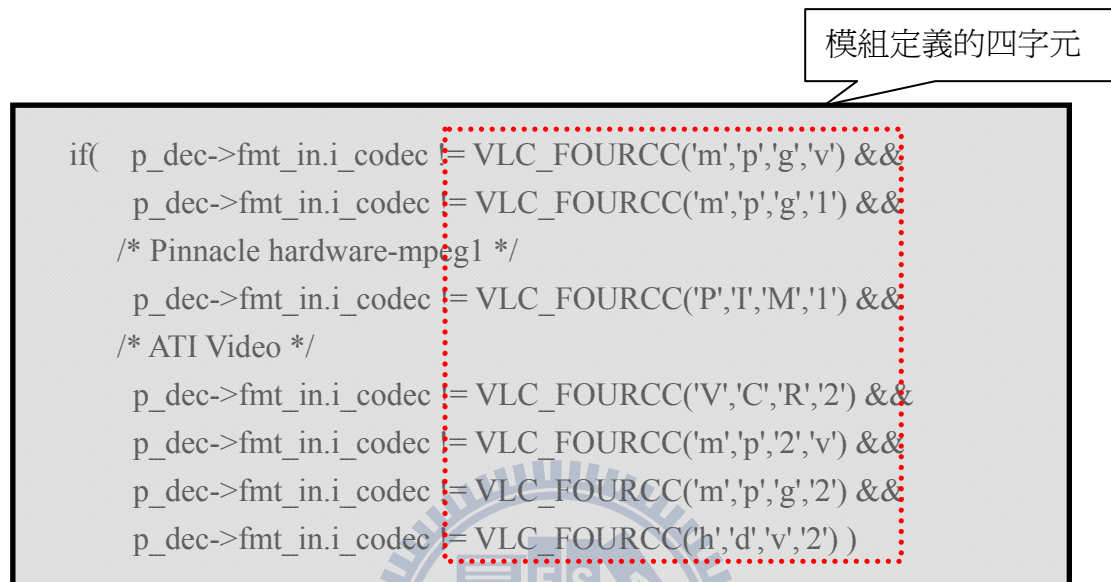 模組定義的四字元
if( p_dec->fmt_in.i_codec != VLC_FOURCC('m','p','g','v') &&
p_dec->fmt_in.i_codec != VLC_FOURCC('m','p','g','1') &&
/* Pinnacle hardware-mpeg1 */
p_dec->fmt_in.i_codec != VLC_FOURCC('P','I','M','1') &&
/* ATI Video */
p_dec->fmt_in.i_codec != VLC_FOURCC('V','C','R','2') &&
p_dec->fmt_in.i_codec != VLC_FOURCC('m','p','2','v') &&
p_dec->fmt_in.i_codec != VLC_FOURCC('m','p','g','2') &&
p_dec->fmt_in.i_codec != VLC_FOURCC('h','d','v','2') )